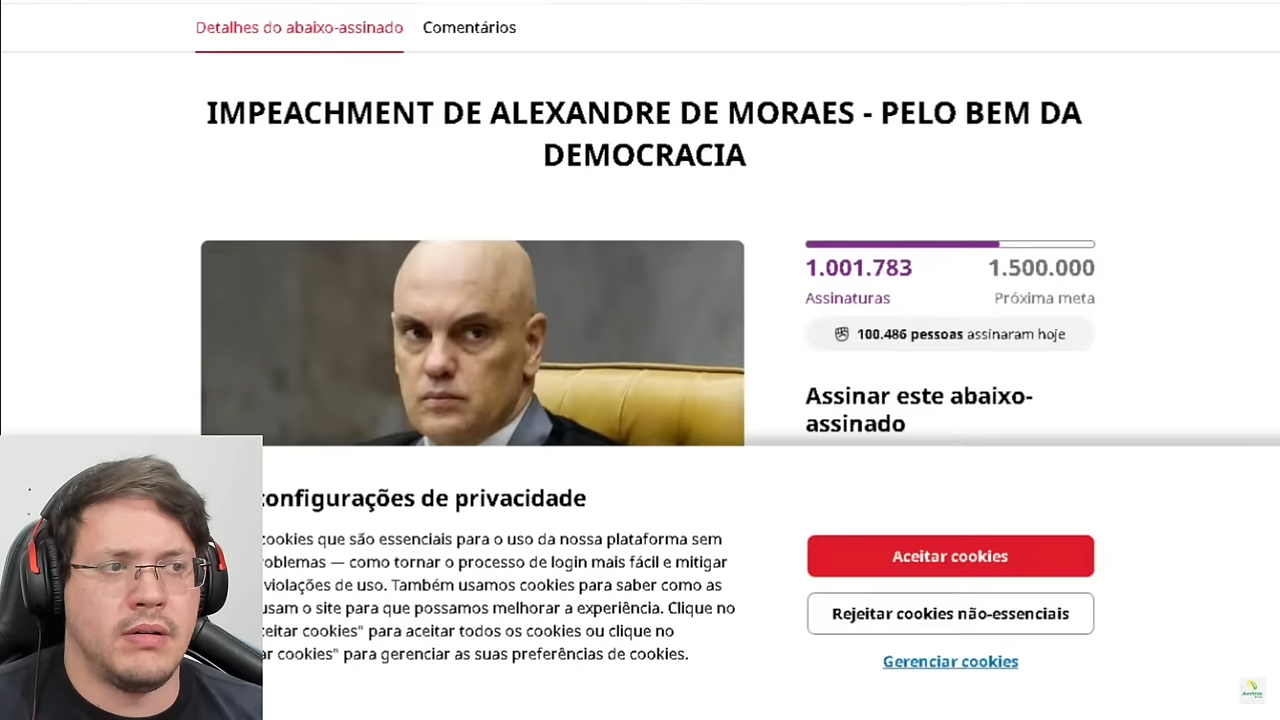 Detalhes do abaixo-assinado Comentários
IMPEACHMENT DE ALEXANDRE DE MORAES - PELO BEM DA
DEMOCRACIA
1.001.783 1.500.000
Assinaturas Próxima meta
100.486 pessoas assinaram hoje
Assinar este abaixo-
assinado
configurações de privacidade
cookies que são essenciais para o uso da nossa plataforma sem
roblemas — como tornar o processo de login mais fácil e mitigar
violações de uso. Também usamos cookies para saber como as
usam o site para que possamos melhorar a experiência. Clique no
ceitar cookies" para aceitar todos os cookies ou clique no
ar cookies" para gerenciar as suas preferências de cookies.
Aceitar cookies
Rejeitar cookies não-essenciais
Gerenciar cookies